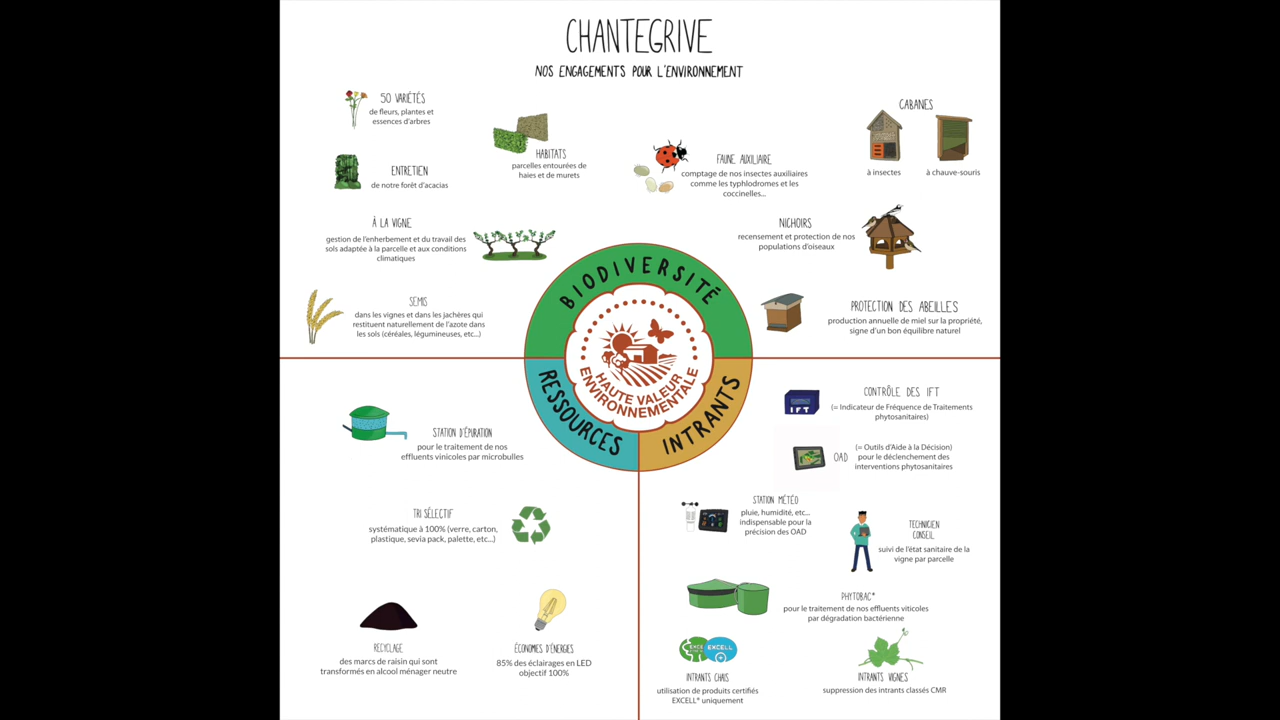 CHANTEGRIVE
NOS ENGAGEMENTS POUR L'ENVIRONNEMENT
50 VARIÉTÉS
de fleurs, plantes et
essences d'arbres
HABITATS
parcelles entourées de
haies et de murets
ENTRETIEN
de notre forêt d'acacias
À LA VIGNE
gestion de l'enherbement et du travail des
sols adaptée à la parcelle et aux conditions
climatiques
SEMIS
dans les vignes et dans les jachères qui
restituent naturellement de l'azote dans
les sols (céréales, légumineuses, etc...)
FAUNE AUXILIAIRE
comptage de nos insectes auxiliaires
comme les typhlodromes et les
coccinelles...
CABANES
à insectes
à chauve-souris
NICHOIRS
recensement et protection de nos
populations d'oiseaux
PROTECTION DES ABEILLES
production annuelle de miel sur la propriété,
signe d'un bon équilibre naturel
BIODIVERSITÉ
RESSOURCES
INTRANTS
HAUTE VALEUR
ENVIRONNEMENTALE
STATION D'ÉPURATION
pour le traitement de nos
effluents vinicoles par microbulles
TRI SÉLECTIF
systématique à 100% (verre, carton,
plastique, sevia pack, palette, etc...)
RECYCLAGE
des marcs de raisin qui sont
transformés en alcool ménager neutre
ÉCONOMIES D'ÉNERGIES
85% des éclairages en LED
objectif 100%
IFT
CONTRÔLE DES IFT
(= Indicateur de Fréquence de Traitements
phytosanitaires)
OAD
(= Outils d'Aide à la Décision)
pour le déclenchement des
interventions phytosanitaires
STATION MÉTÉO
pluie, humidité, etc...
indispensable pour la
précision des OAD
TECHNICIEN
CONSEIL
suivi de l'état sanitaire de la
vigne par parcelle
PHYTOBAC*
pour le traitement de nos effluents viticoles
par dégradation bactérienne
EXCELL
INTRANTS CHAIS
utilisation de produits certifiés
EXCELL* uniquement
INTRANTS VIGNES
suppression des intrants classés CMR